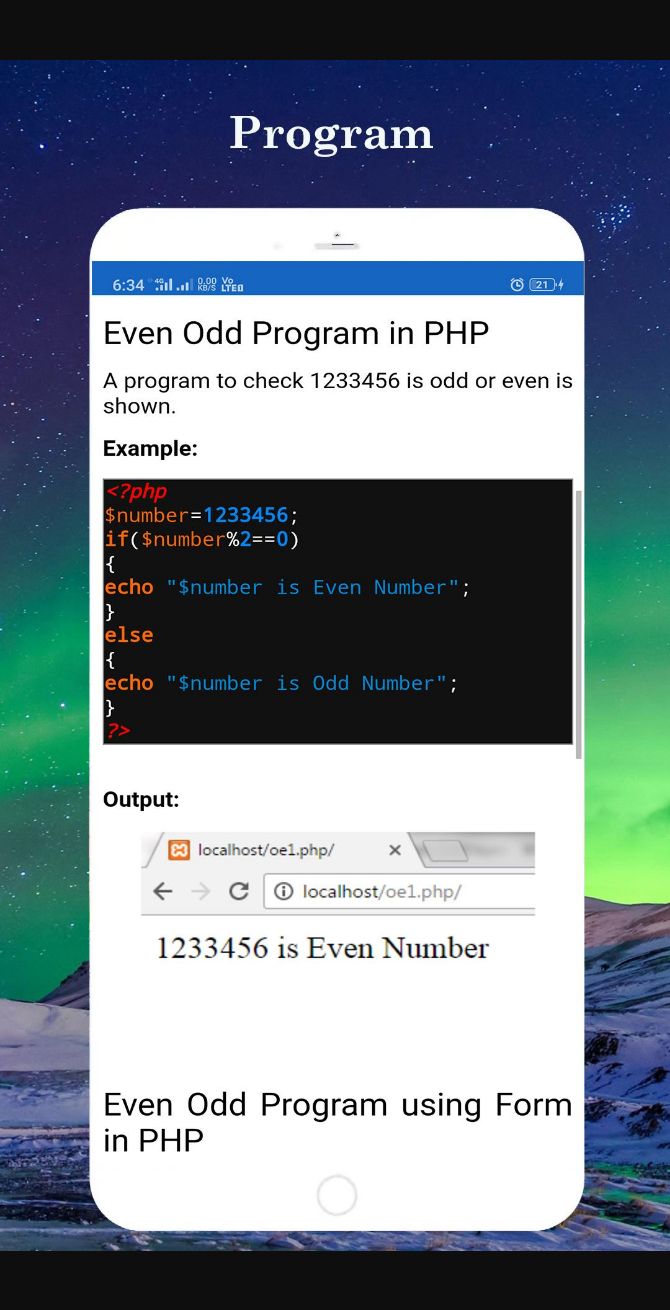 Program
6:34 4G 0.00 KB/S Vo LTE 21
Even Odd Program in PHP
A program to check 1233456 is odd or even is
shown.
Example:
<?php
$number=1233456;
if($number%2==0)
{
echo "$number is Even Number";
}
else
{
echo "$number is Odd Number";
}
?>
Output:
localhost/oe1.php/
localhost/oe1.php/
1233456 is Even Number
Even Odd Program using Form
in PHP